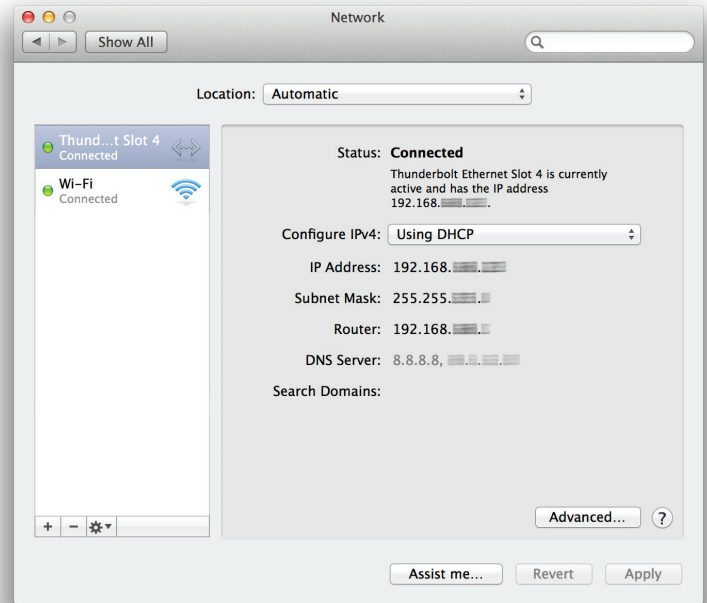 Network
Show All
Location: Automatic
Thund...t Slot 4
Connected
Wi-Fi
Connected
Status: Connected
Thunderbolt Ethernet Slot 4 is currently
active and has the IP address
192.168.
Configure IPv4: Using DHCP
IP Address: 192.168.
Subnet Mask: 255.255.
Router: 192.168.
DNS Server: 8.8.8.8,
Search Domains:
Advanced...
?
+ −
Assist me... Revert Apply